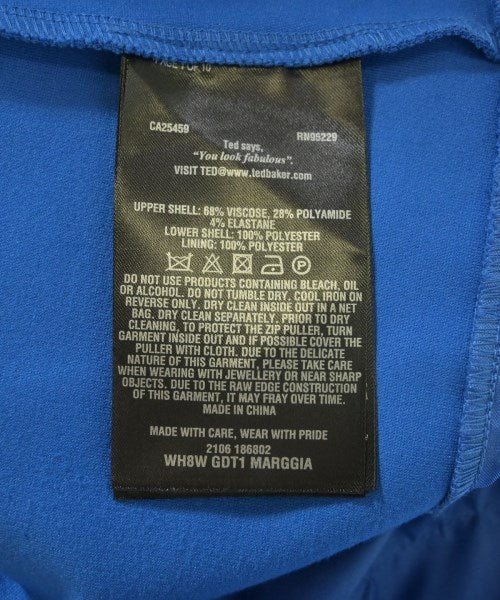 PAGE 1 OF 10
CA25459 RN95229
Ted says,
"You look fabulous".
VISIT TED@www.tedbaker.com
UPPER SHELL: 68% VISCOSE, 28% POLYAMIDE
4% ELASTANE
LOWER SHELL: 100% POLYESTER
LINING: 100% POLYESTER
P
DO NOT USE PRODUCTS CONTAINING BLEACH, OIL
OR ALCOHOL. DO NOT TUMBLE DRY. COOL IRON ON
REVERSE ONLY. DRY CLEAN INSIDE OUT IN A NET
BAG. DRY CLEAN SEPARATELY. PRIOR TO DRY
CLEANING, TO PROTECT THE ZIP PULLER, TURN
GARMENT INSIDE OUT AND IF POSSIBLE COVER THE
PULLER WITH CLOTH. DUE TO THE DELICATE
NATURE OF THIS GARMENT, PLEASE TAKE CARE
WHEN WEARING WITH JEWELLERY OR NEAR SHARP
OBJECTS. DUE TO THE RAW EDGE CONSTRUCTION
OF THIS GARMENT, IT MAY FRAY OVER TIME.
MADE IN CHINA
MADE WITH CARE, WEAR WITH PRIDE
2106 186802
WH8W GDT1 MARGGIA